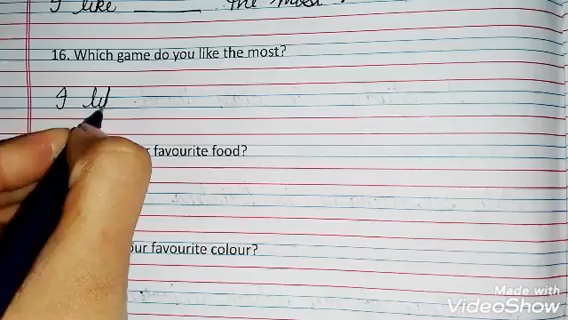 I like ______ the most.
16. Which game do you like the most?
I
favourite food?
our favourite colour?
Made with
VideoShow